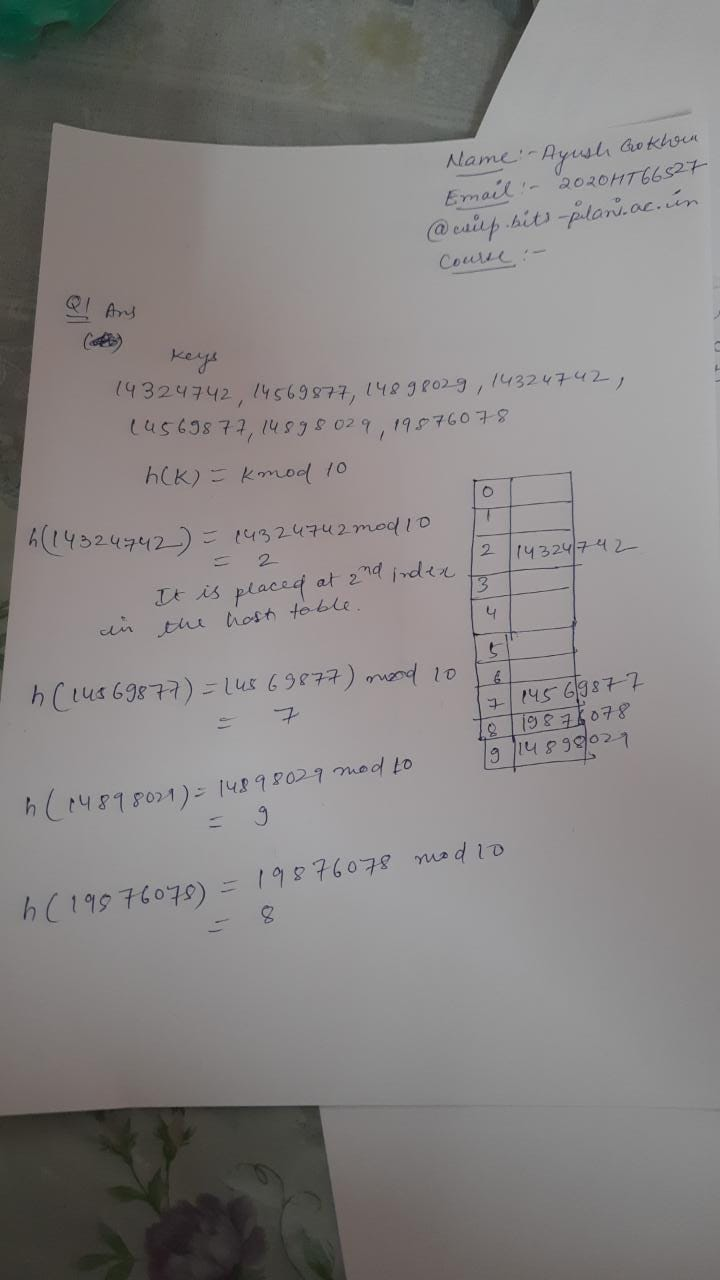 Name:- Ayush
Email:- 2020HT66527
@wilp.bits-pilani.ac.in
Course:-
Q1 Ans
Keys
14324742, 14569877, 14898029, 14324742,
14569877, 14898029, 19876078
h(K) = K mod 10
h(14324742) = 14324742 mod 10
= 2
It is placed at 2nd index
in the hash table.
h(14569877) = 14569877) mod 10
= 7
h(14898029) = 14898029 mod 10
= 9
h(19876078) = 19876078 mod 10
= 8
0
1
2 14324742
3
4
5
6
7 14569877
8 19876078
9 14898029